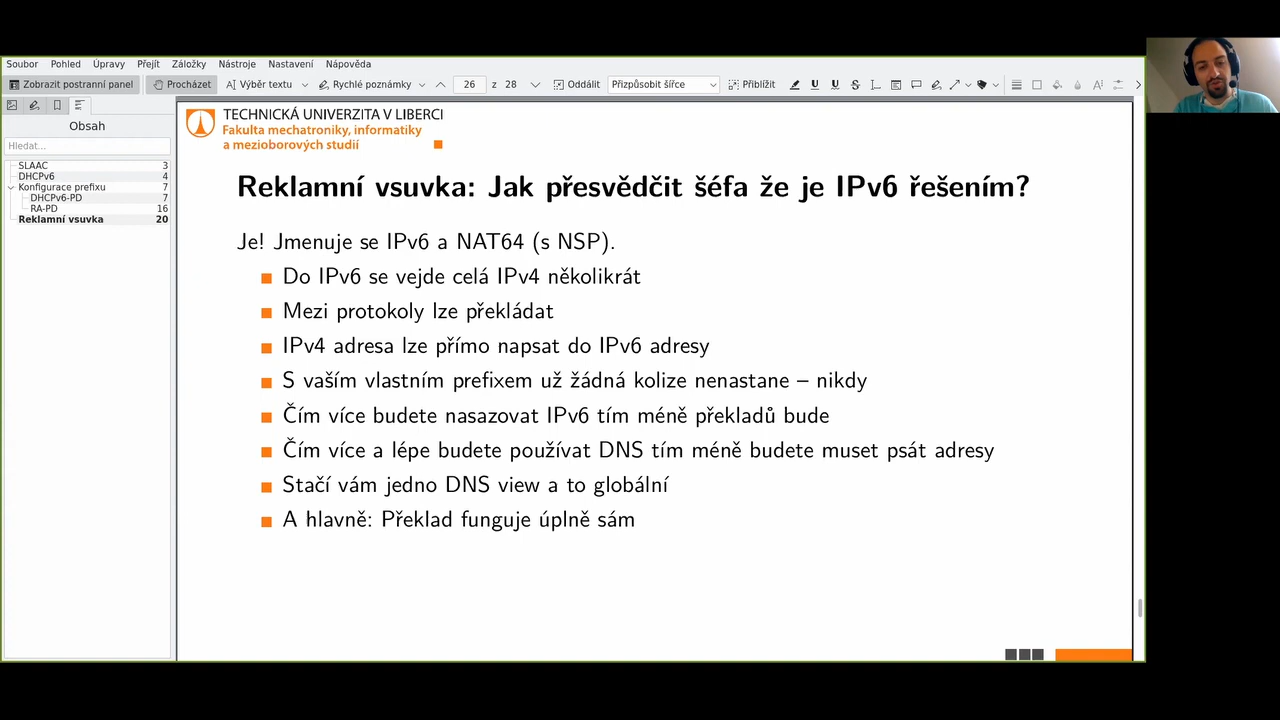 Soubor Pohled Úpravy Přejít Záložky Nástroje Nastavení Nápověda
Zobrazit postranní panel Procházet Výběr textu Rychlé poznámky 26 z 28 Oddálit Přizpůsobit šířce Přiblížit
Obsah
Hledat...
SLAAC 3
DHCPv6 4
Konfigurace prefixu 7
DHCPv6-PD 7
RA-PD 16
Reklamní vsuvka 20
TECHNICKÁ UNIVERZITA V LIBERCI
Fakulta mechatroniky, informatiky
a mezioborových studií
Reklamní vsuvka: Jak přesvědčit šéfa že je IPv6 řešením?
Je! Jmenuje se IPv6 a NAT64 (s NSP).
Do IPv6 se vejde celá IPv4 několikrát
Mezi protokoly lze překládat
IPv4 adresa lze přímo napsat do IPv6 adresy
S vaším vlastním prefixem už žádná kolize nenastane – nikdy
Čím více budete nasazovat IPv6 tím méně překladů bude
Čím více a lépe budete používat DNS tím méně budete muset psát adresy
Stačí vám jedno DNS view a to globální
A hlavně: Překlad funguje úplně sám